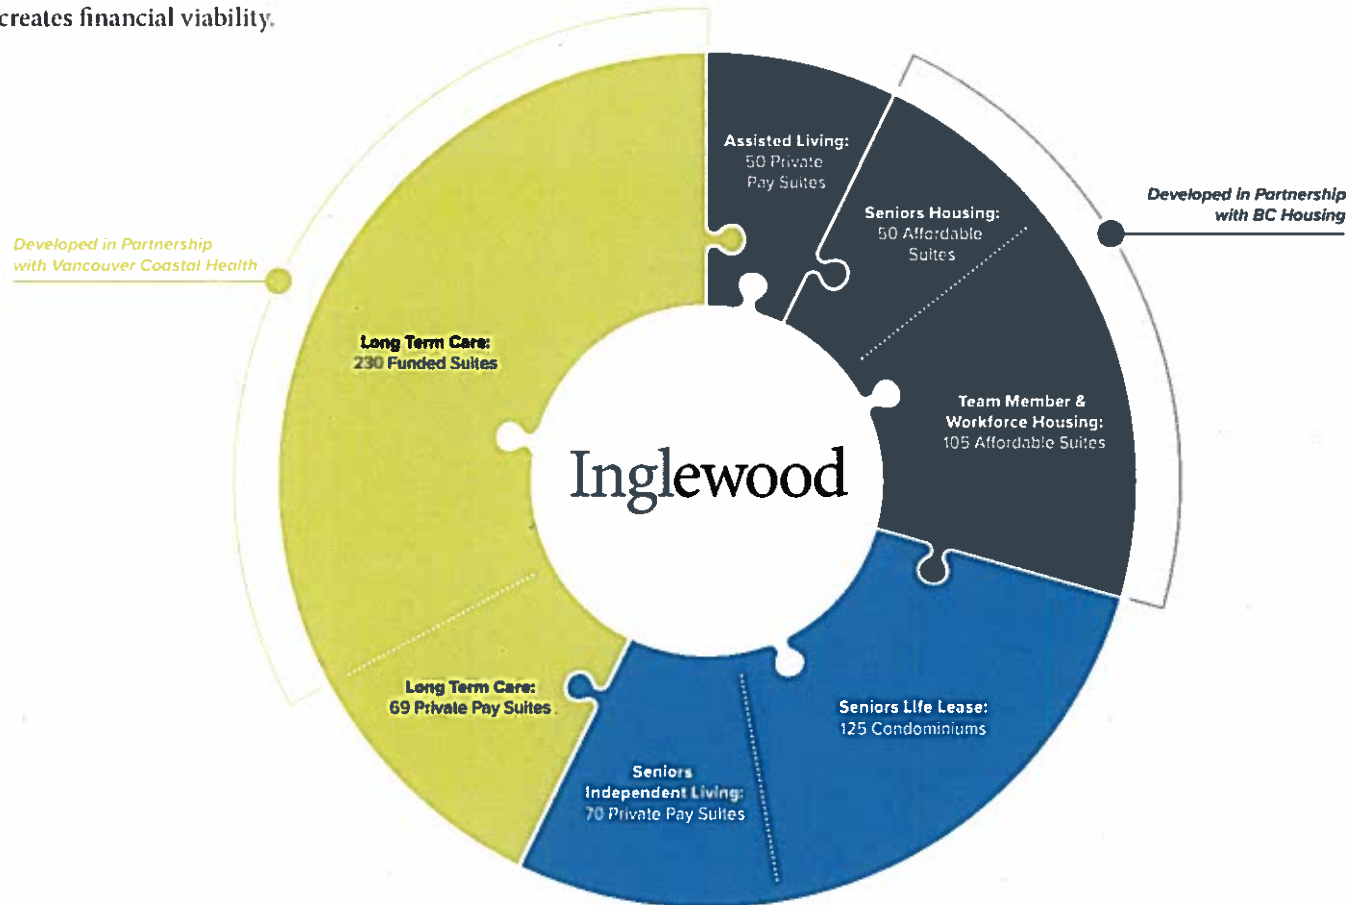 creates financial viability.
Assisted Living:
50 Private
Pay Suites
Seniors Housing:
50 Affordable
Suites
Developed in Partnership
with BC Housing
Developed in Partnership
with Vancouver Coastal Health
Long Term Care:
230 Funded Suites
Team Member &
Workforce Housing:
105 Affordable Suites
Inglewood
Long Term Care:
69 Private Pay Suites
Seniors Life Lease:
125 Condominiums
Seniors
Independent Living:
70 Private Pay Suites